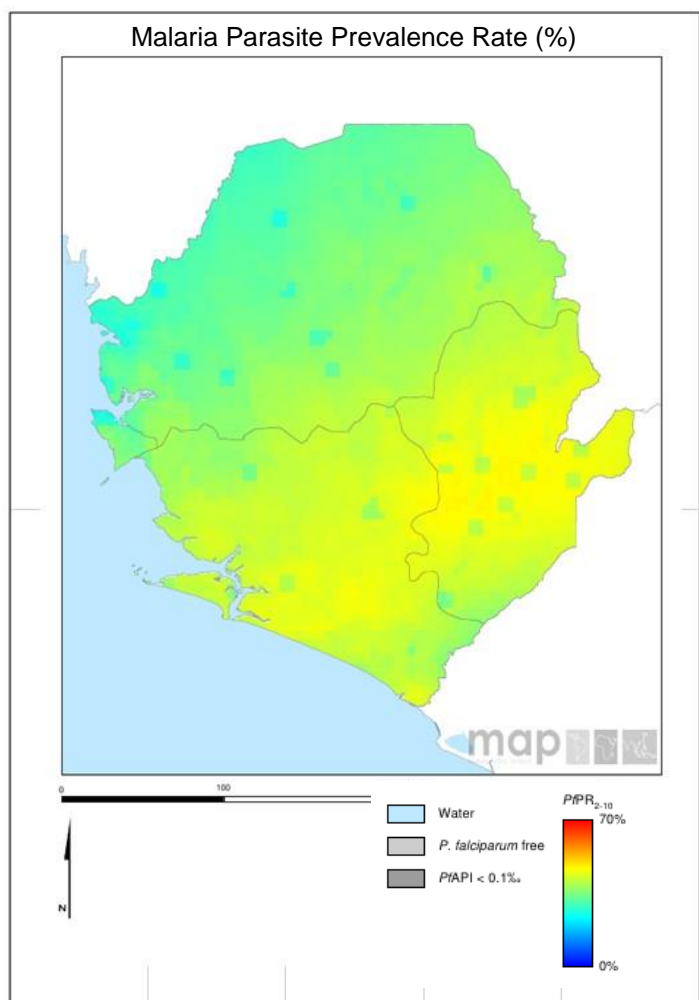 Malaria Parasite Prevalence Rate (%)
map
0 100
Water
P. falciparum free
PfAPI < 0.1‰
PfPR2-10
70%
0%
N